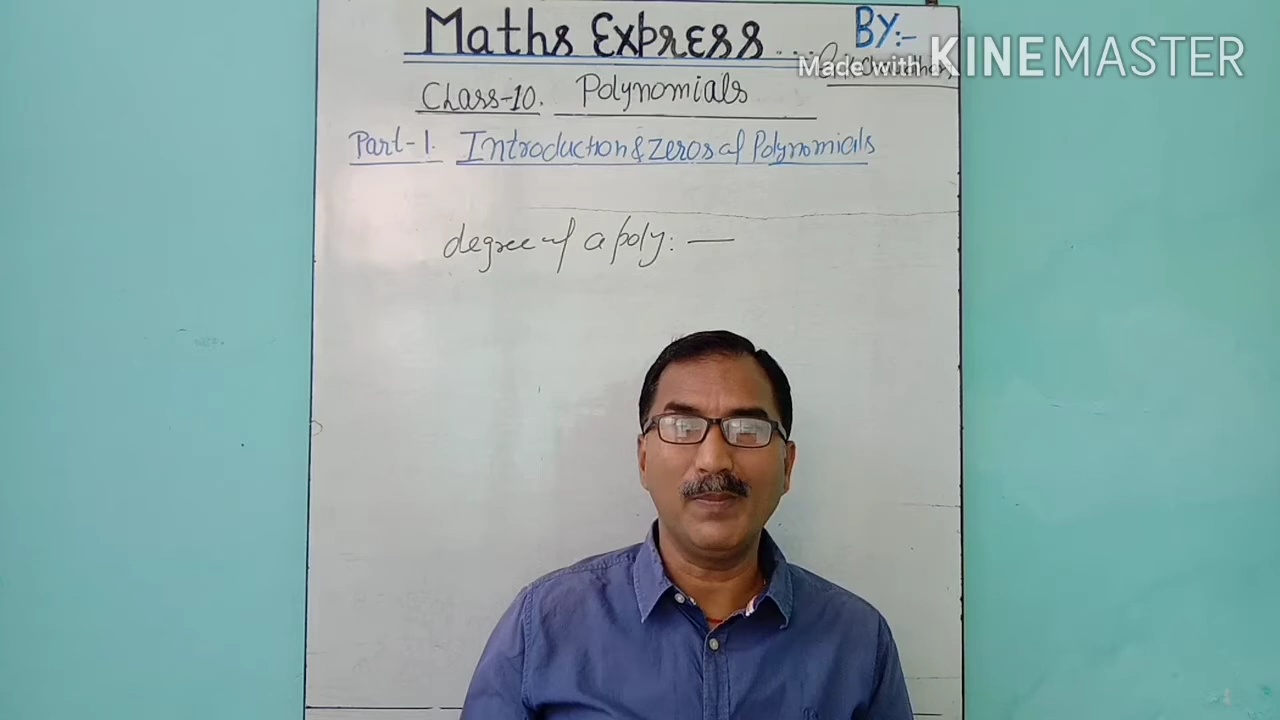 Maths Express....
BY:-
Made with KINEMASTER
Class-10. Polynomials
Part-1. Introduction & Zeros of Polynomials
degree of a poly: —